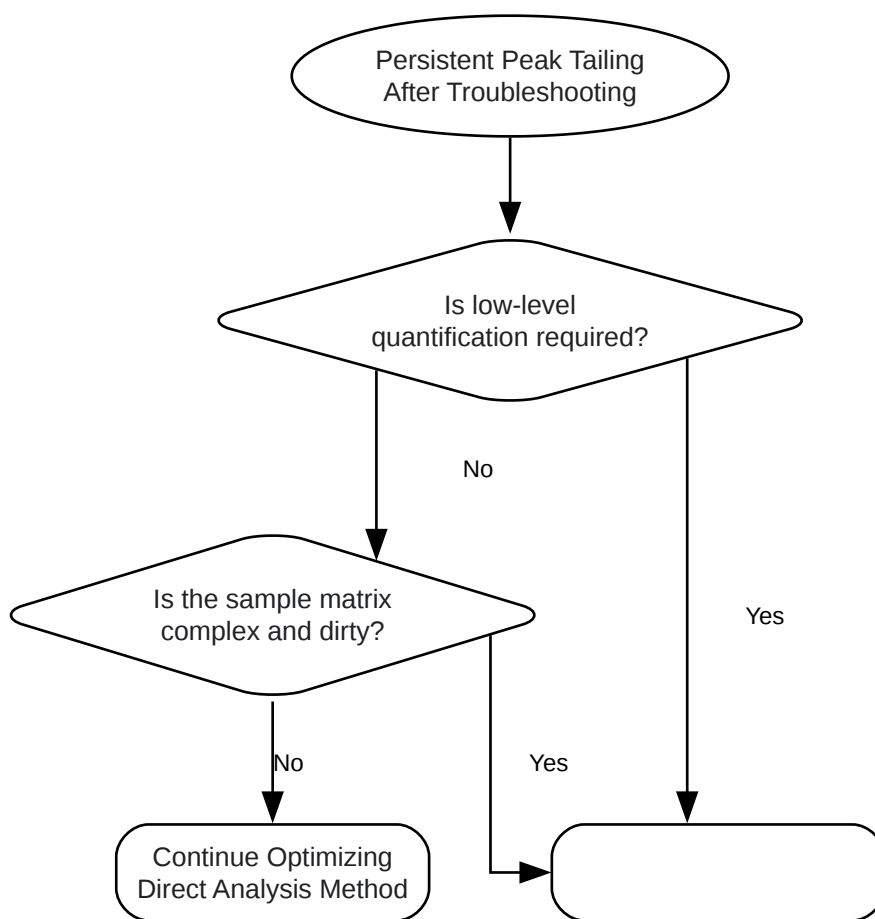 Persistent Peak Tailing
After Troubleshooting
Is low-level
quantification required?
No
Is the sample matrix
complex and dirty?
Yes
No
Yes
Continue Optimizing
Direct Analysis Method